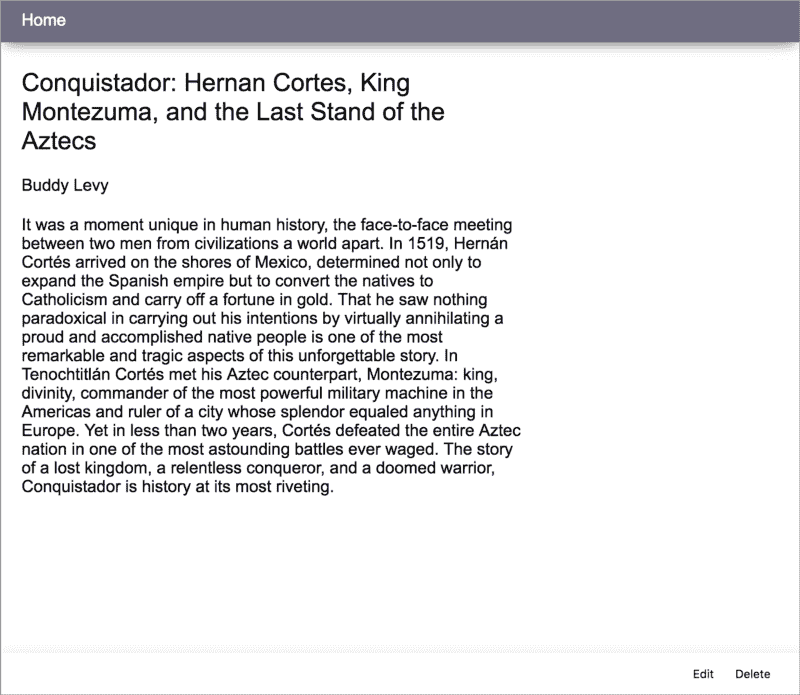 Home
Conquistador: Hernan Cortes, King
Montezuma, and the Last Stand of the
Aztecs
Buddy Levy
It was a moment unique in human history, the face-to-face meeting
between two men from civilizations a world apart. In 1519, Hernán
Cortés arrived on the shores of Mexico, determined not only to
expand the Spanish empire but to convert the natives to
Catholicism and carry off a fortune in gold. That he saw nothing
paradoxical in carrying out his intentions by virtually annihilating a
proud and accomplished native people is one of the most
remarkable and tragic aspects of this unforgettable story. In
Tenochtitlán Cortés met his Aztec counterpart, Montezuma: king,
divinity, commander of the most powerful military machine in the
Americas and ruler of a city whose splendor equaled anything in
Europe. Yet in less than two years, Cortés defeated the entire Aztec
nation in one of the most astounding battles ever waged. The story
of a lost kingdom, a relentless conqueror, and a doomed warrior,
Conquistador is history at its most riveting.
Edit Delete